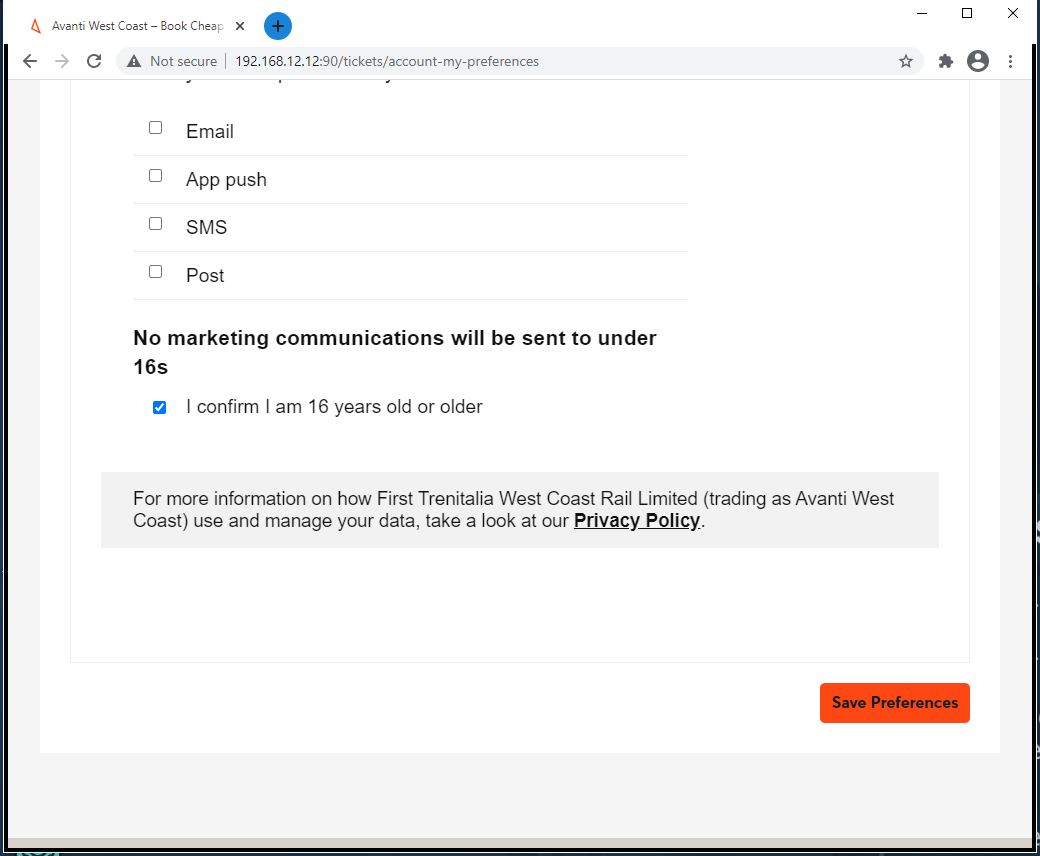 Avanti West Coast – Book Cheap
Not secure
192.168.12.12:90/tickets/account-my-preferences
Email
App push
SMS
Post
No marketing communications will be sent to under
16s
I confirm I am 16 years old or older
For more information on how First Trenitalia West Coast Rail Limited (trading as Avanti West
Coast) use and manage your data, take a look at our Privacy Policy.
Save Preferences